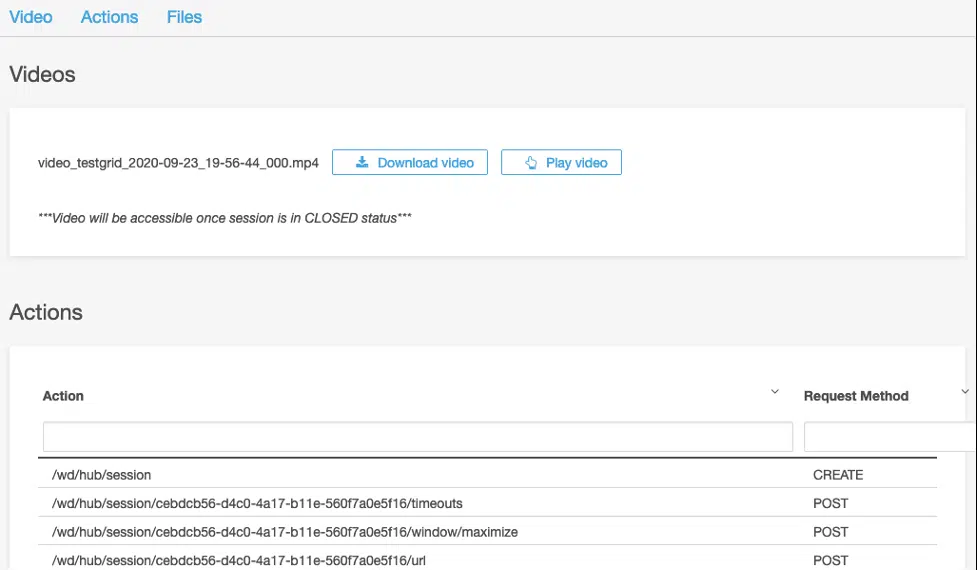 Video Actions Files
Videos
video_testgrid_2020-09-23_19-56-44_000.mp4 Download video Play video
***Video will be accessible once session is in CLOSED status***
Actions
Action Request Method
/wd/hub/session CREATE
/wd/hub/session/cebdcb56-d4c0-4a17-b11e-560f7a0e5f16/timeouts POST
/wd/hub/session/cebdcb56-d4c0-4a17-b11e-560f7a0e5f16/window/maximize POST
/wd/hub/session/cebdcb56-d4c0-4a17-b11e-560f7a0e5f16/url POST